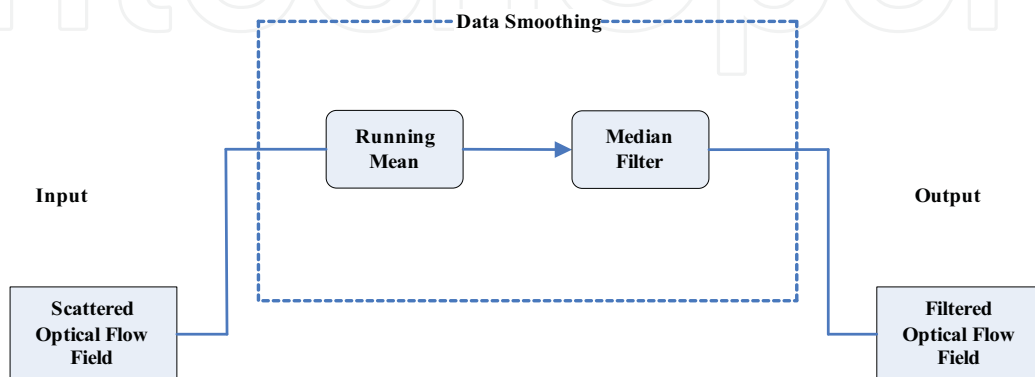 Data Smoothing
Running
Mean
Median
Filter
Input
Output
Scattered
Optical Flow
Field
Filtered
Optical Flow
Field